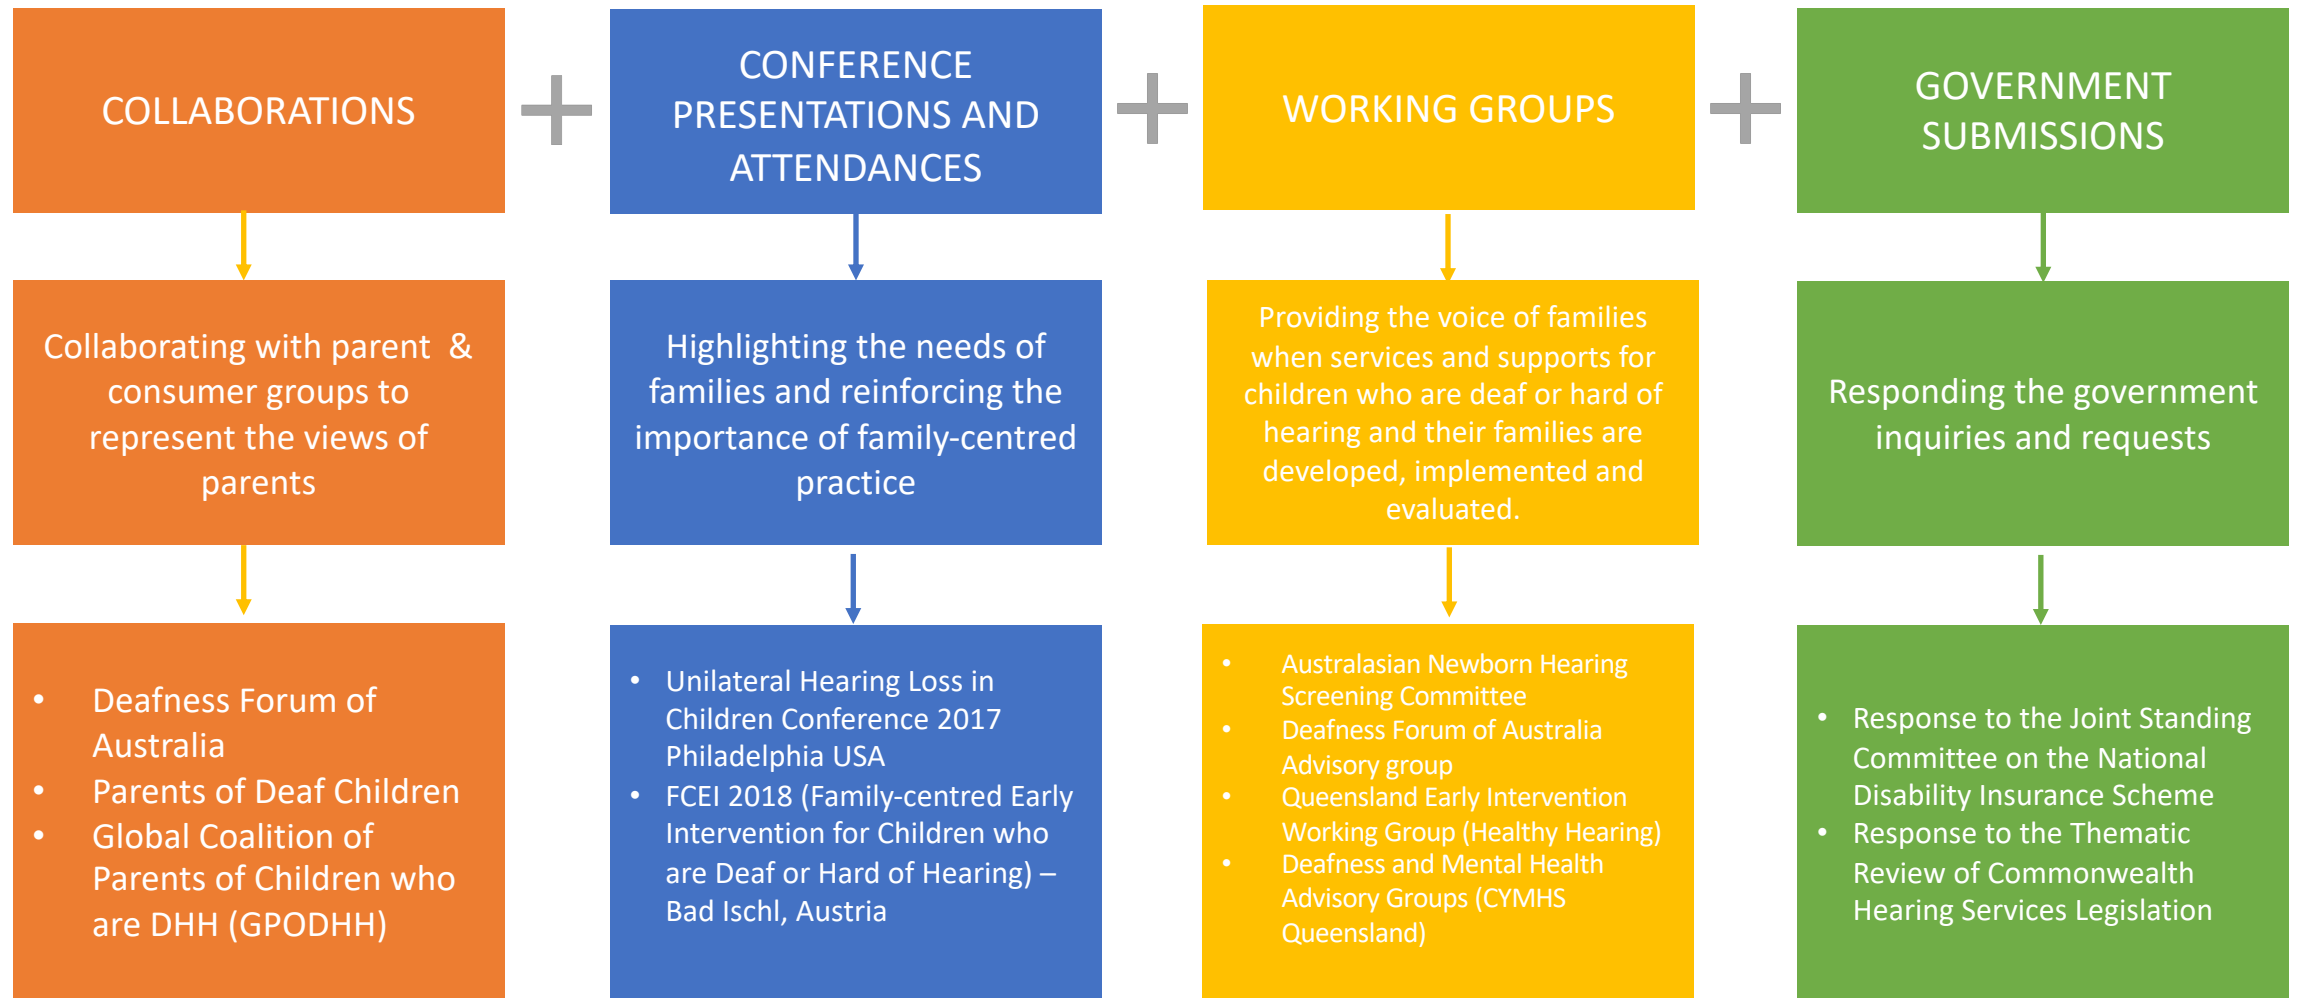 COLLABORATIONS
CONFERENCE
PRESENTATIONS AND
ATTENDANCES
WORKING GROUPS
GOVERNMENT
SUBMISSIONS
Collaborating with parent &
consumer groups to
represent the views of
parents
Highlighting the needs of
families and reinforcing the
importance of family-centred
practice
Providing the voice of families
when services and supports for
children who are deaf or hard of
hearing and their families are
developed, implemented and
evaluated.
Responding the government
inquiries and requests
• Deafness Forum of
Australia
• Parents of Deaf Children
• Global Coalition of
Parents of Children who
are DHH (GPODHH)
• Unilateral Hearing Loss in
Children Conference 2017
Philadelphia USA
• FCEI 2018 (Family-centred Early
Intervention for Children who
are Deaf or Hard of Hearing) –
Bad Ischl, Austria
• Australasian Newborn Hearing
Screening Committee
• Deafness Forum of Australia
Advisory group
• Queensland Early Intervention
Working Group (Healthy Hearing)
• Deafness and Mental Health
Advisory Groups (CYMHS
Queensland)
• Response to the Joint Standing
Committee on the National
Disability Insurance Scheme
• Response to the Thematic
Review of Commonwealth
Hearing Services Legislation